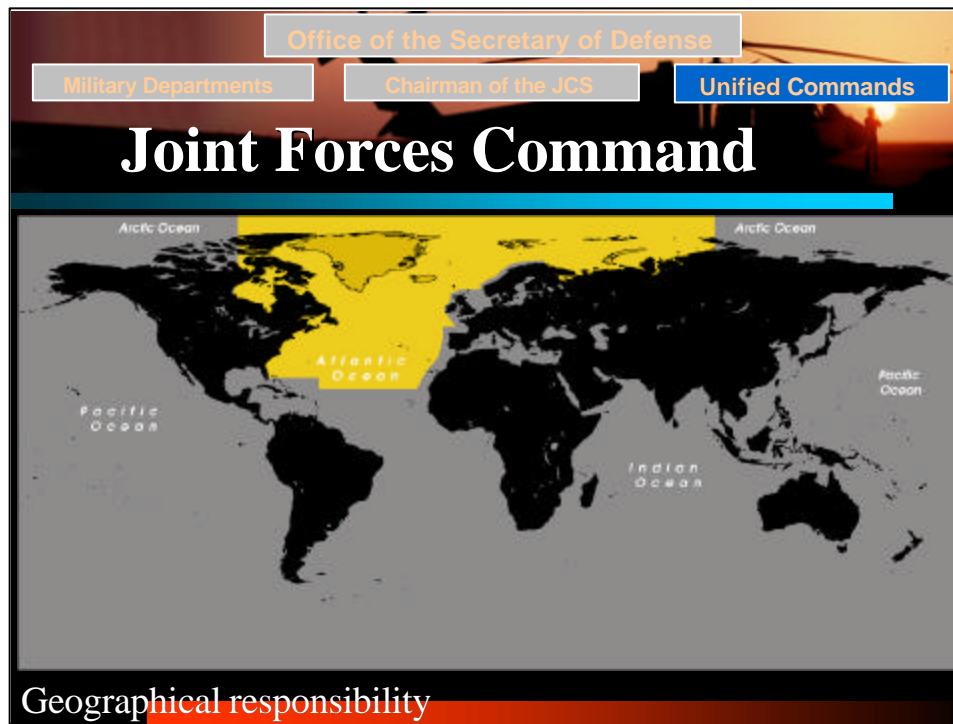 Office of the Secretary of Defense
Military Departments
Chairman of the JCS
Unified Commands
Joint Forces Command
Arctic Ocean
Arctic Ocean
Atlantic
Ocean
Pacific
Ocean
Pacific
Ocean
Indian
Ocean
Geographical responsibility